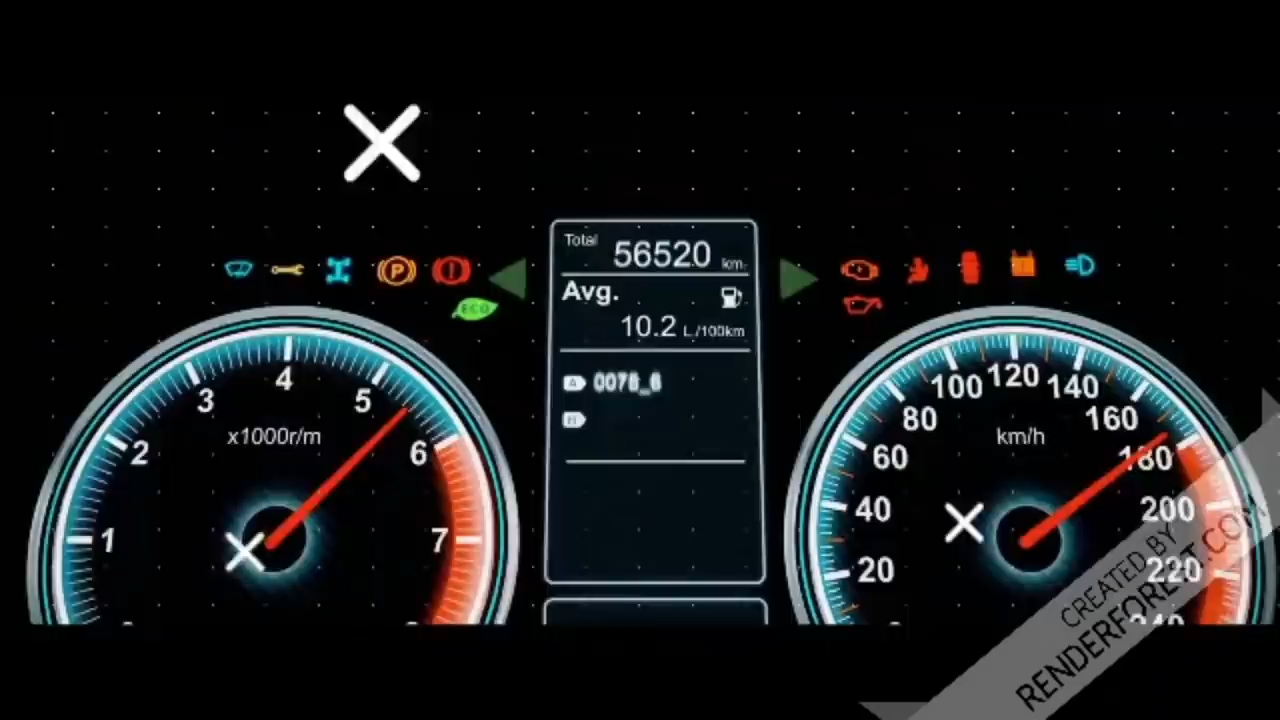 Total 56520 km
Avg.
10.2 L./100km
P
ECO
A
1
2
3
4
5
6
7
x1000r/m
20
40
60
80
100
120
140
160
180
200
220
240
km/h
CREATED BY
RENDERFOREST.COM